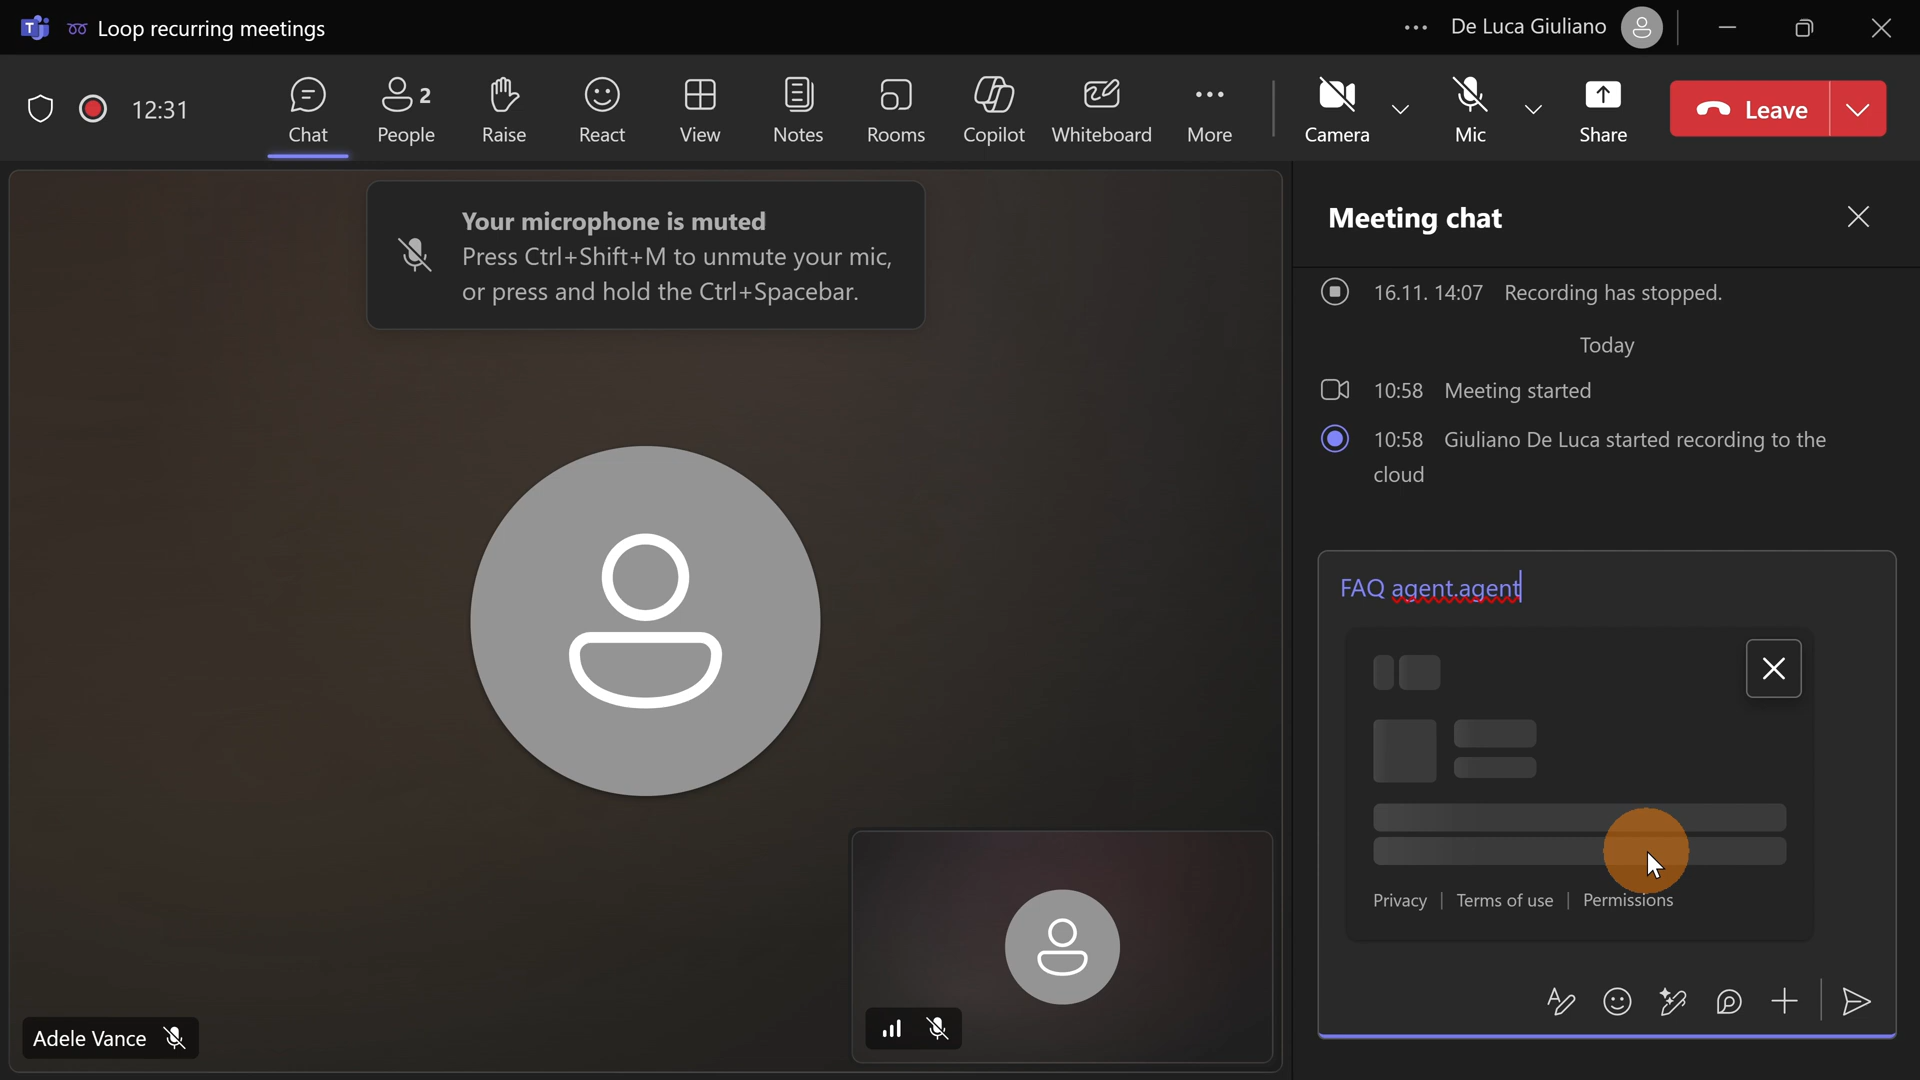 Loop recurring meetings
De Luca Giuliano
12:31
Chat
People 2
Raise
React
View
Notes
Rooms
Copilot
Whiteboard
More
Camera
Mic
Share
Leave
Your microphone is muted
Press Ctrl+Shift+M to unmute your mic,
or press and hold the Ctrl+Spacebar.
Adele Vance
Meeting chat
16.11. 14:07 Recording has stopped.
Today
10:58 Meeting started
10:58 Giuliano De Luca started recording to the
cloud
FAQ agent.agent
Privacy | Terms of use | Permissions